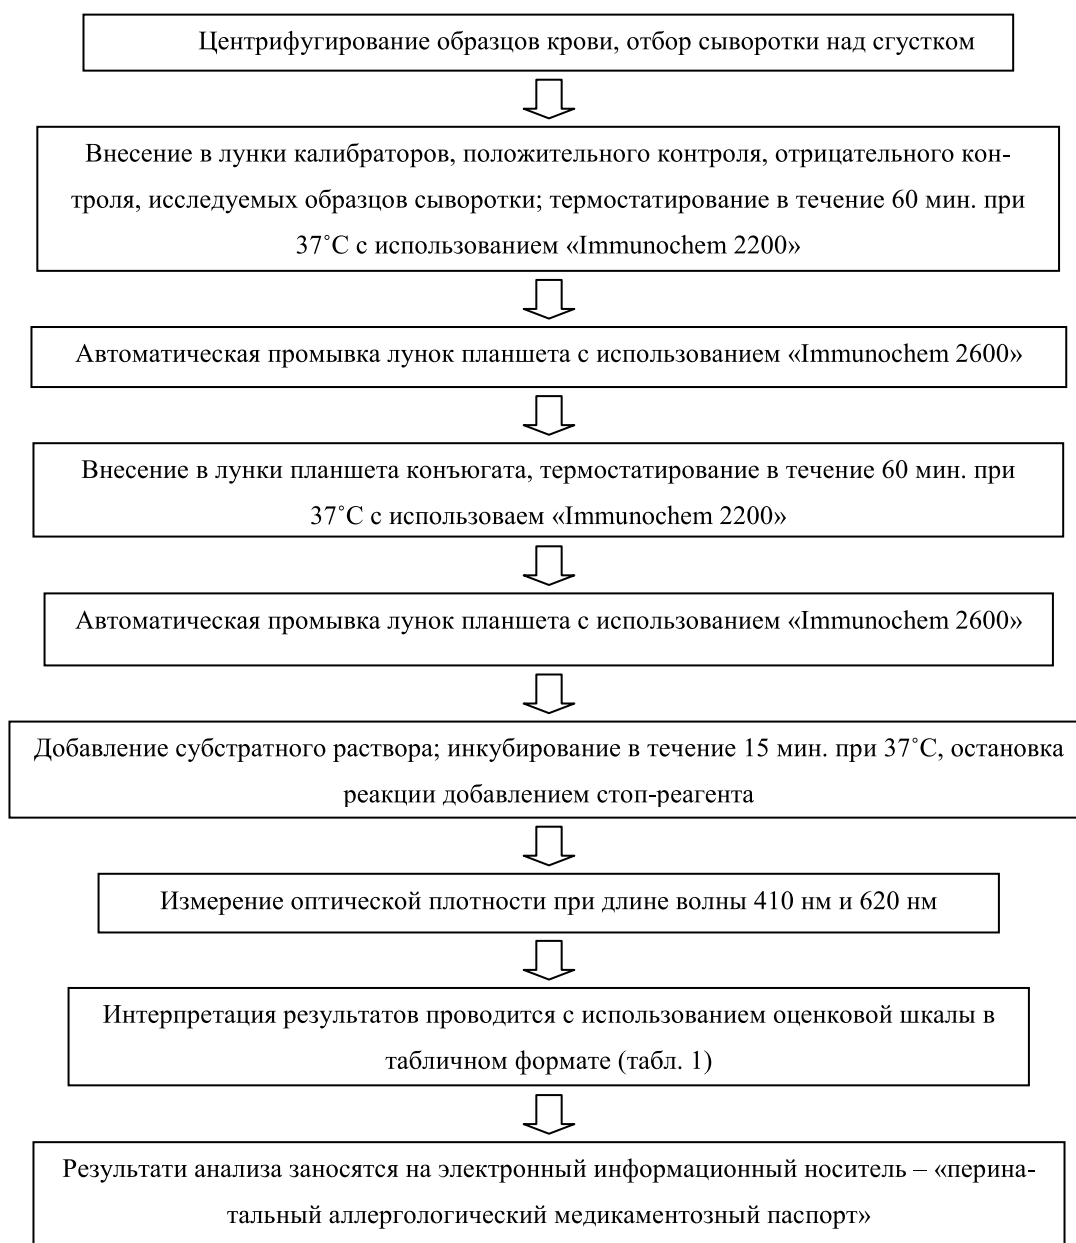 Центрифугирование образцов крови, отбор сыворотки над сгустком
Внесение в лунки калибраторов, положительного контроля, отрицательного кон-
троля, исследуемых образцов сыворотки; термостатирование в течение 60 мин. при
37˚С с использованием «Immunochem 2200»
Автоматическая промывка лунок планшета с использованием «Immunochem 2600»
Внесение в лунки планшета конъюгата, термостатирование в течение 60 мин. при
37˚С с использоваем «Immunochem 2200»
Автоматическая промывка лунок планшета с использованием «Immunochem 2600»
Добавление субстратного раствора; инкубирование в течение 15 мин. при 37˚С, остановка
реакции добавлением стоп-реагента
Измерение оптической плотности при длине волны 410 нм и 620 нм
Интерпретация результатов проводится с использованием оценковой шкалы в
табличном формате (табл. 1)
Результати анализа заносятся на электронный информационный носитель – «перина-
тальный аллергологический медикаментозный паспорт»